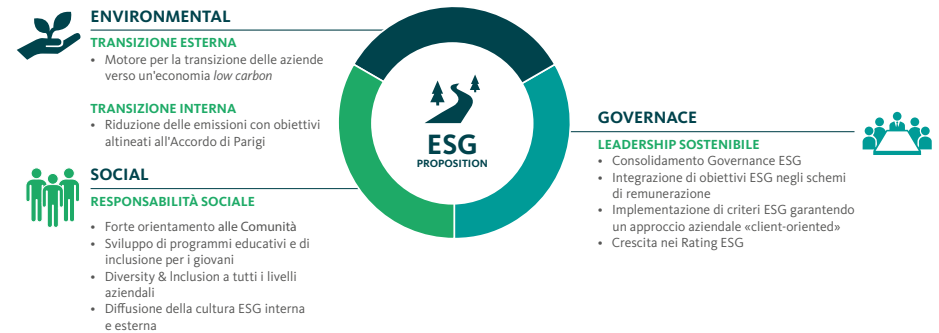 ENVIRONMENTAL
TRANSIZIONE ESTERNA
• Motore per la transizione delle aziende
verso un'economia low carbon
TRANSIZIONE INTERNA
• Riduzione delle emissioni con obiettivi
altineati all'Accordo di Parigi
SOCIAL
RESPONSABILITÀ SOCIALE
• Forte orientamento alle Comunità
• Sviluppo di programmi educativi e di
inclusione per i giovani
• Diversity & Inclusion a tutti i livelli
aziendali
• Diffusione della cultura ESG interna
e esterna
ESG
PROPOSITION
GOVERNACE
LEADERSHIP SOSTENIBILE
• Consolidamento Governance ESG
• Integrazione di obiettivi ESG negli schemi
di remunerazione
• Implementazione di criteri ESG garantendo
un approccio aziendale «client-oriented»
• Crescita nei Rating ESG